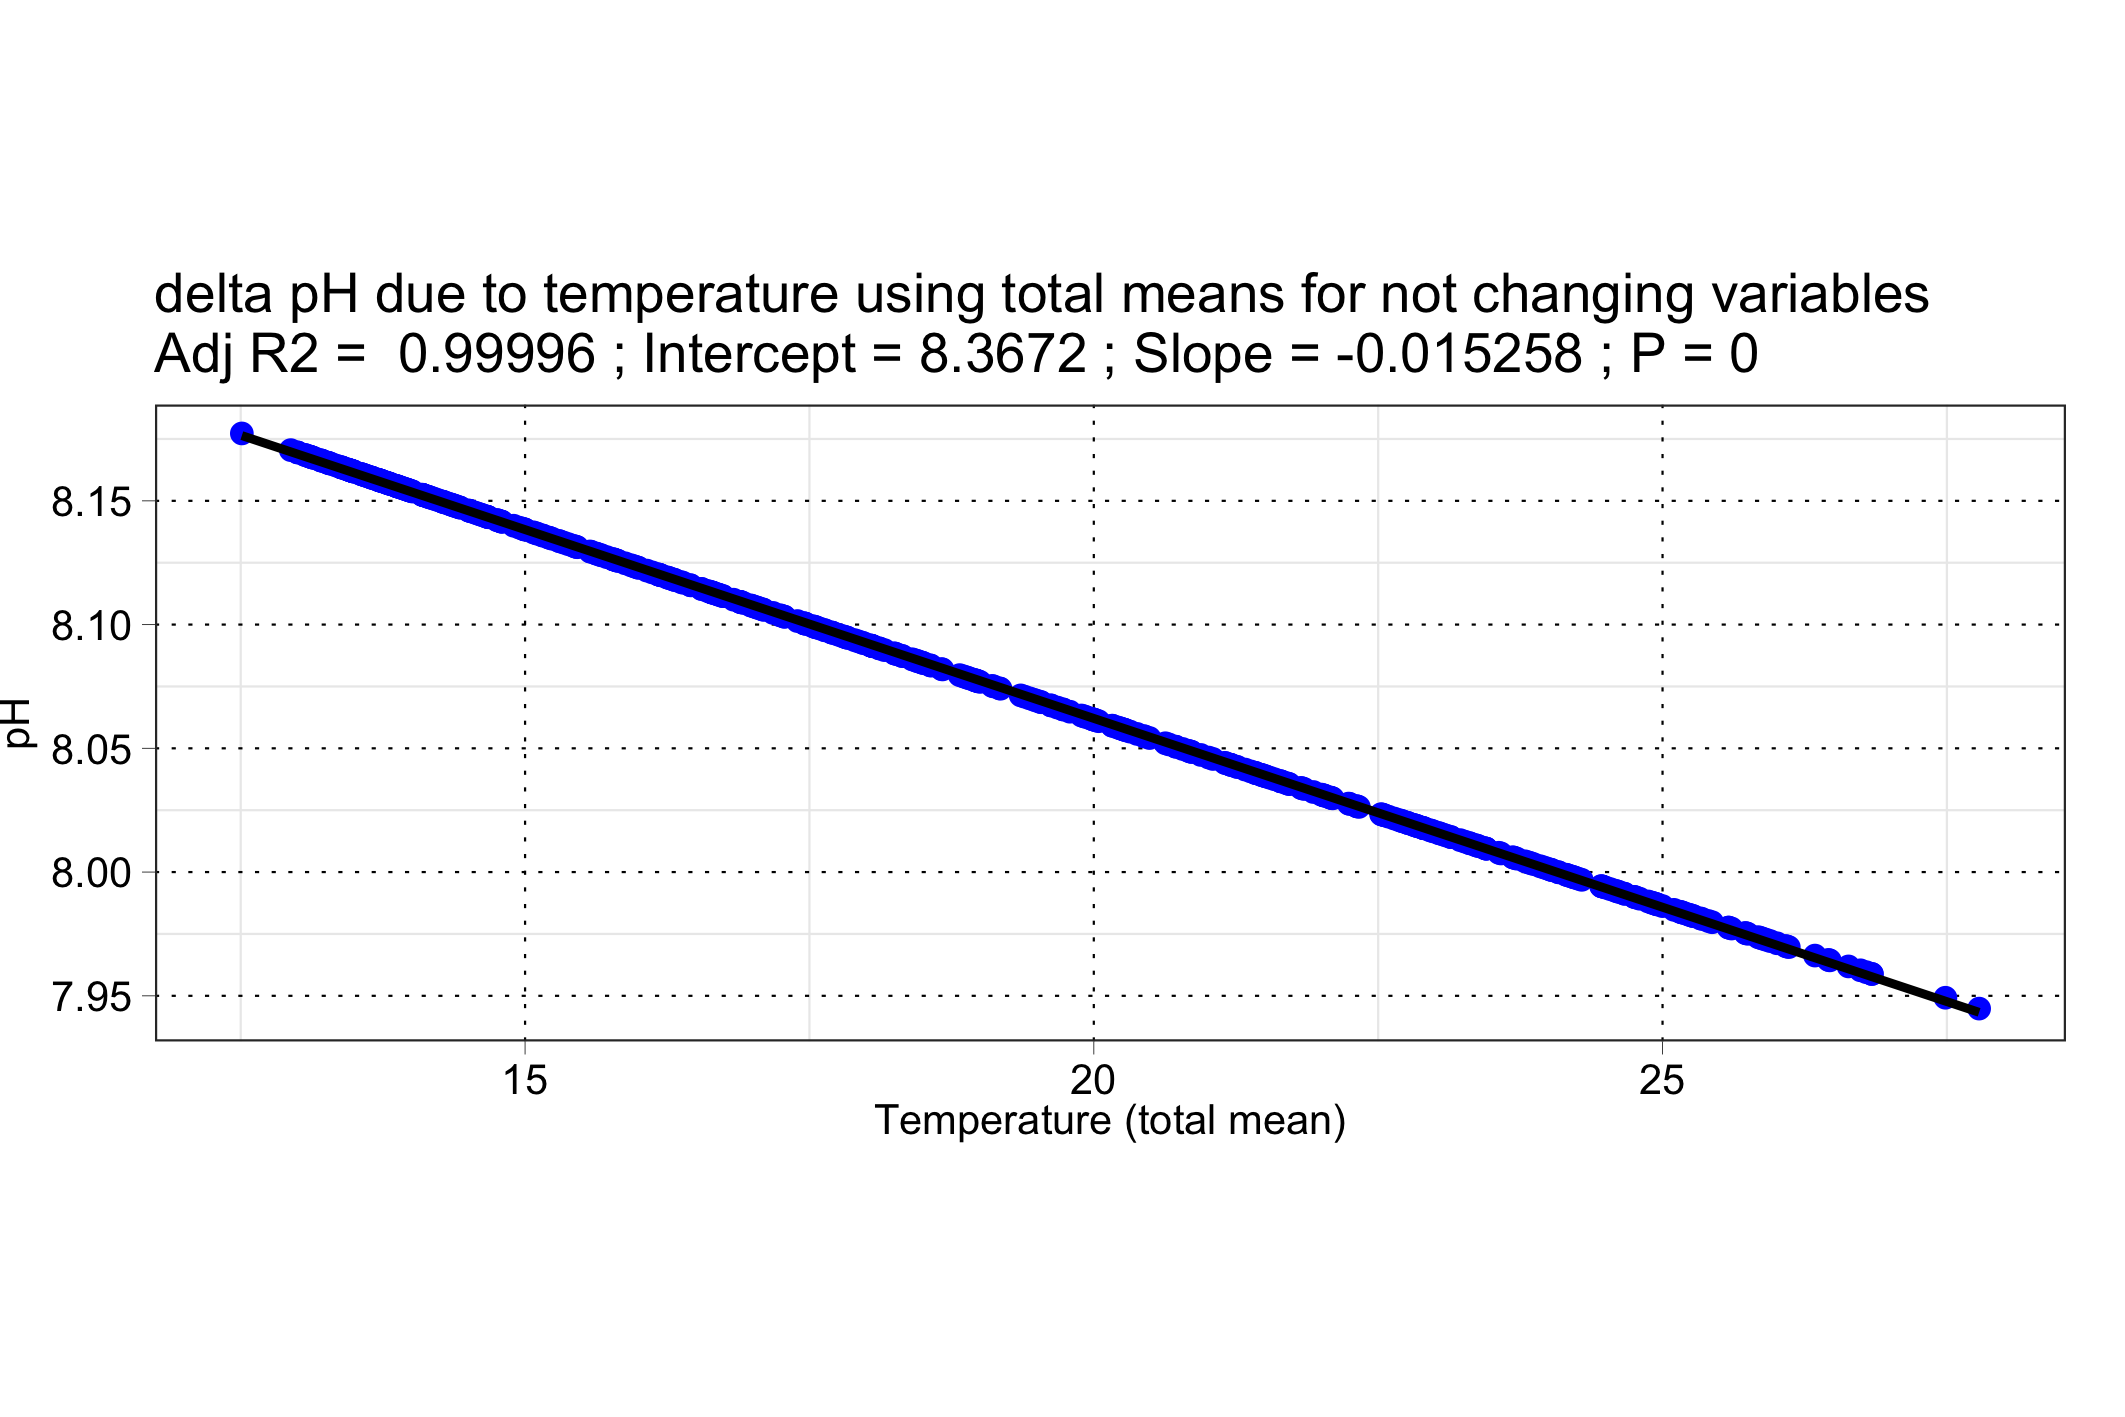 delta pH due to temperature using total means for not changing variables
Adj R2 =  0.99996 ; Intercept = 8.3672 ; Slope = -0.015258 ; P = 0
8.15
8.10
8.05
8.00
7.95
pH
15 20 25
Temperature (total mean)